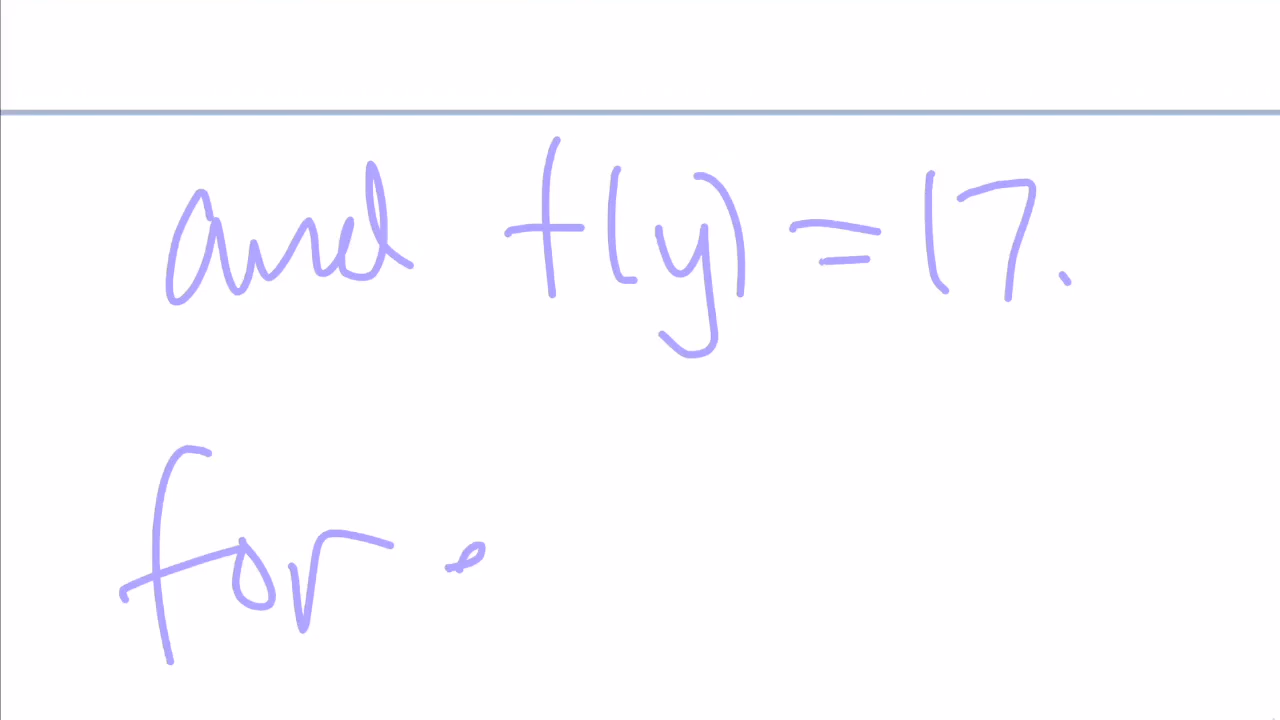 and f(y) = 17.
for